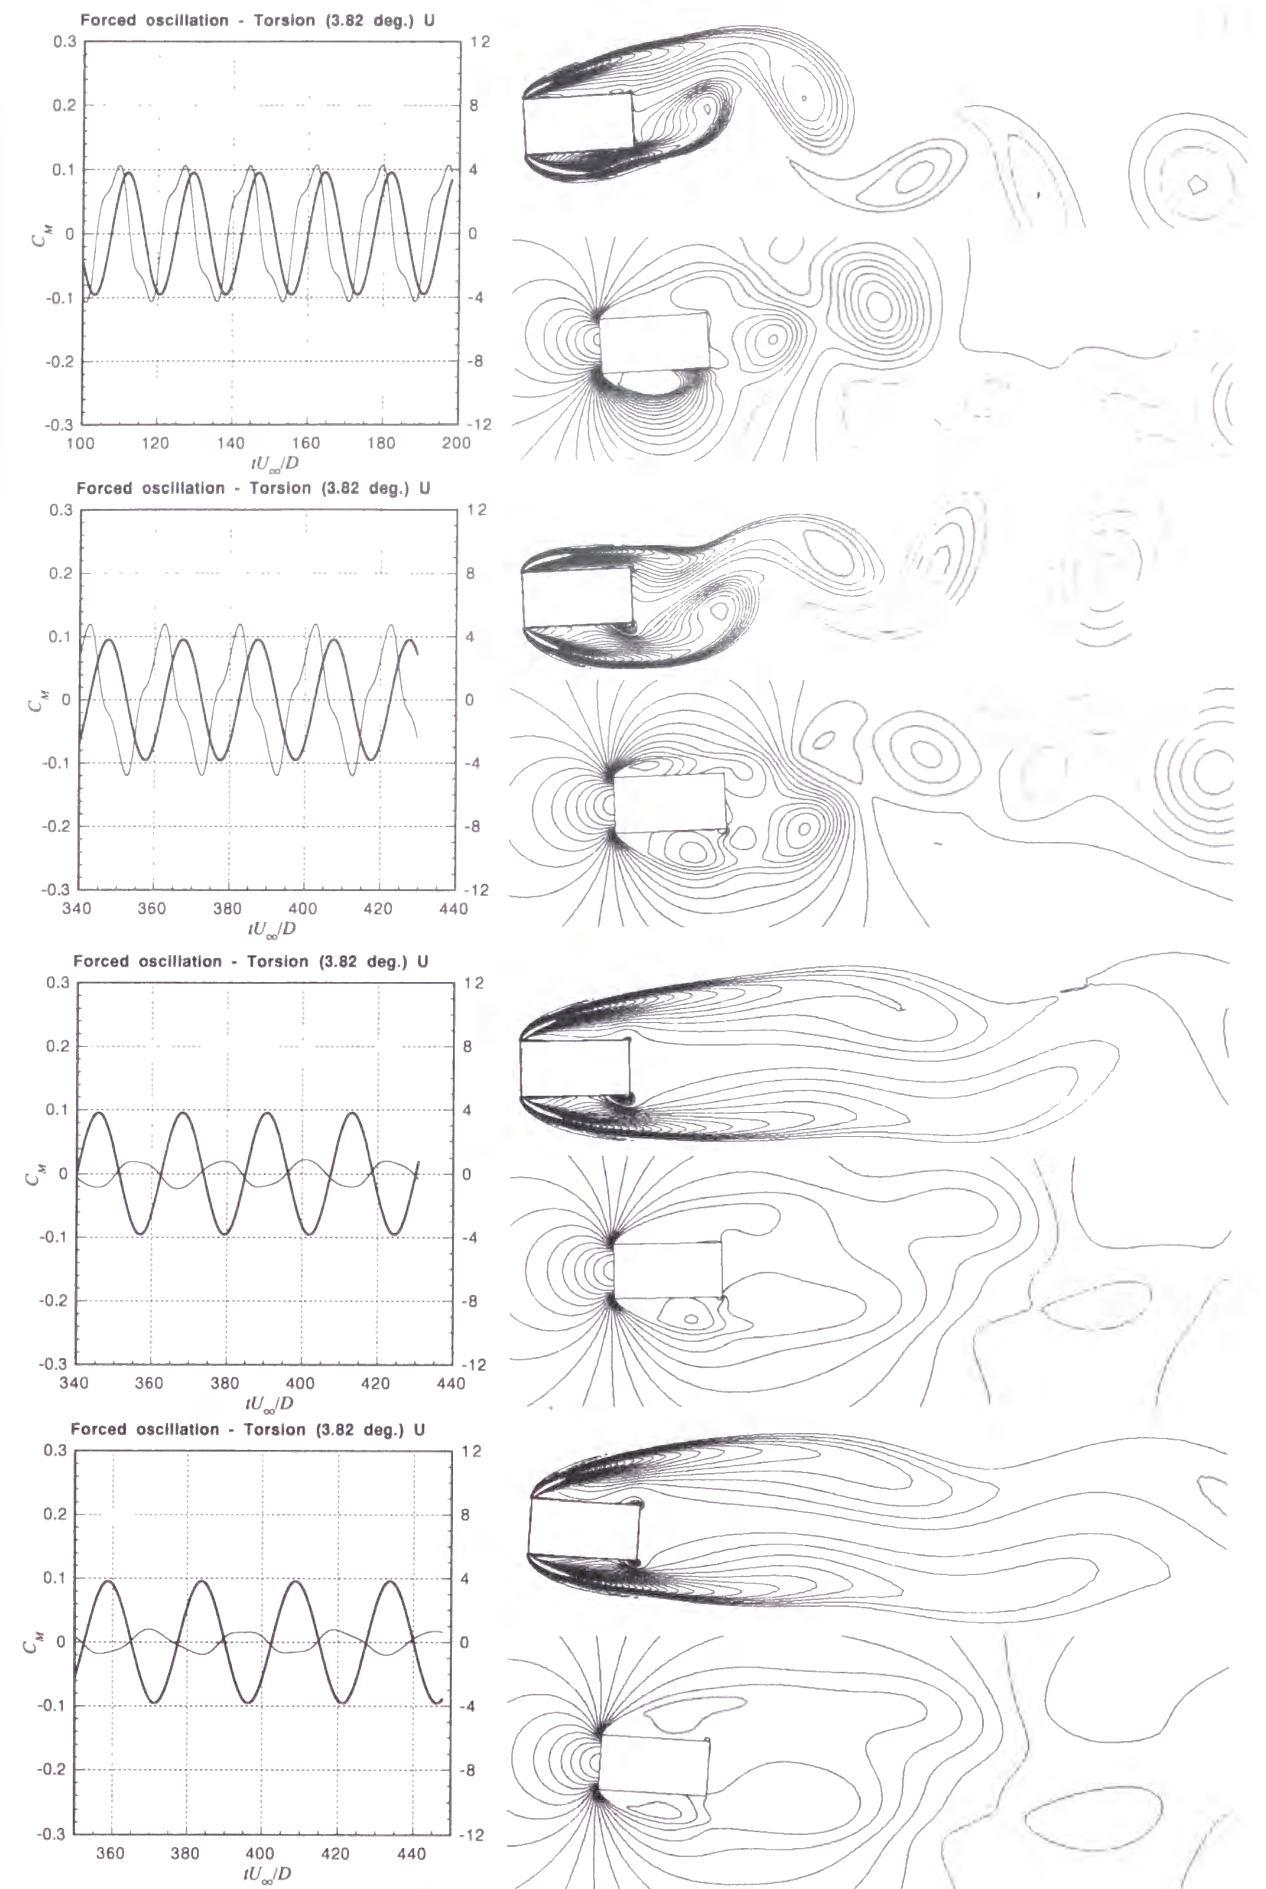 Forced oscillation - Torsion (3.82 deg.) U
0.3 12
0.2 8
0.1 4
C_M 0 0
-0.1 -4
-0.2 -8
-0.3 -12
100 120 140 160 180 200
tU∞/D
Forced oscillation - Torsion (3.82 deg.) U
0.3 12
0.2 8
0.1 4
C_M 0 0
-0.1 -4
-0.2 -8
-0.3 -12
340 360 380 400 420 440
tU∞/D
Forced oscillation - Torsion (3.82 deg.) U
0.3 12
0.2 8
0.1 4
C_M 0 0
-0.1 -4
-0.2 -8
-0.3 -12
340 360 380 400 420 440
tU∞/D
Forced oscillation - Torsion (3.82 deg.) U
0.3 12
0.2 8
0.1 4
C_M 0 0
-0.1 -4
-0.2 -8
-0.3 -12
360 380 400 420 440
tU∞/D